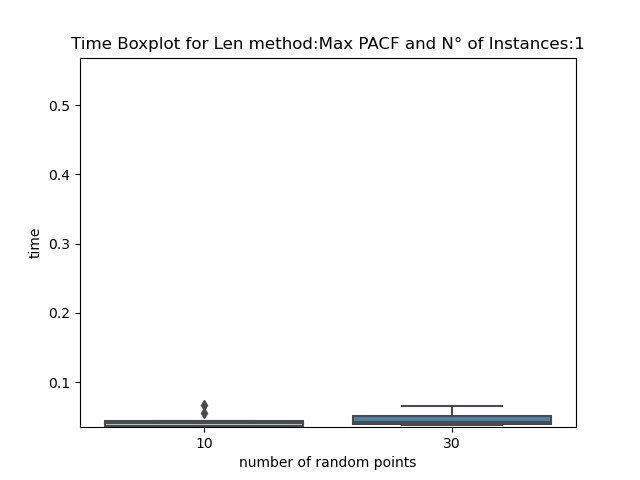 Time Boxplot for Len method:Max PACF and N° of Instances:1
0.5
0.4
0.3
0.2
0.1
time
10 30
number of random points